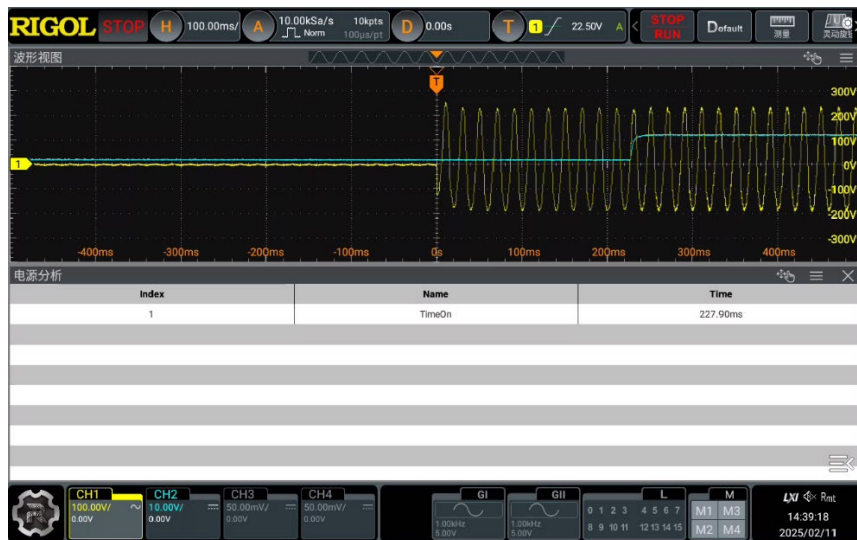 RIGOL STOP H 100.00ms/ A 10.00kSa/s 10kpts D 0.00s T 1 22.50V A < STOP Default
Norm 100µs/pt RUN 测量 灵动旋钮
波形视图
T
300V
200V
100V
1 0V
-100V
-200V
-300V
-400ms -300ms -200ms -100ms 0s 100ms 200ms 300ms 400ms
电源分析
Index Name Time
1 TimeOn 227.90ms
CH1 CH2 CH3 CH4 GI GII L M LXI Rmt
100.00V/ 10.00V/ 50.00mV/ 50.00mV/ 0 1 2 3 4 5 6 7 M1 M3
0.00V 0.00V 0.00V 0.00V 1.00kHz 1.00kHz 14:39:18
5.00V 5.00V 8 9 10 11 12 13 14 15 M2 M4 2025/02/11